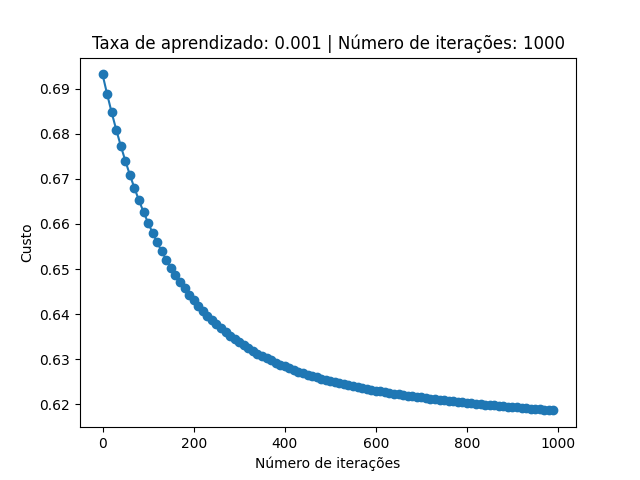 Taxa de aprendizado: 0.001 | Número de iterações: 1000
0.69
0.68
0.67
0.66
0.65
0.64
0.63
0.62
Custo
0 200 400 600 800 1000
Número de iterações